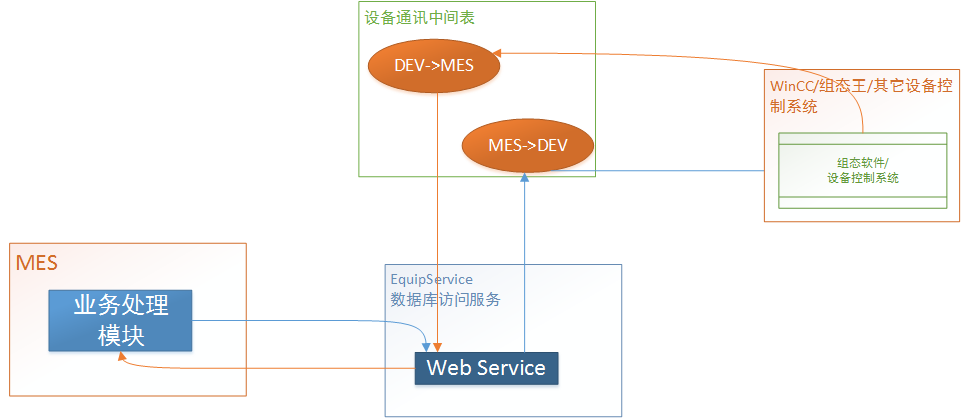 设备通讯中间表
DEV->MES
MES->DEV
WinCC/组态王/其它设备控
制系统
组态软件/
设备控制系统
MES
业务处理
模块
EquipService
数据库访问服务
Web Service